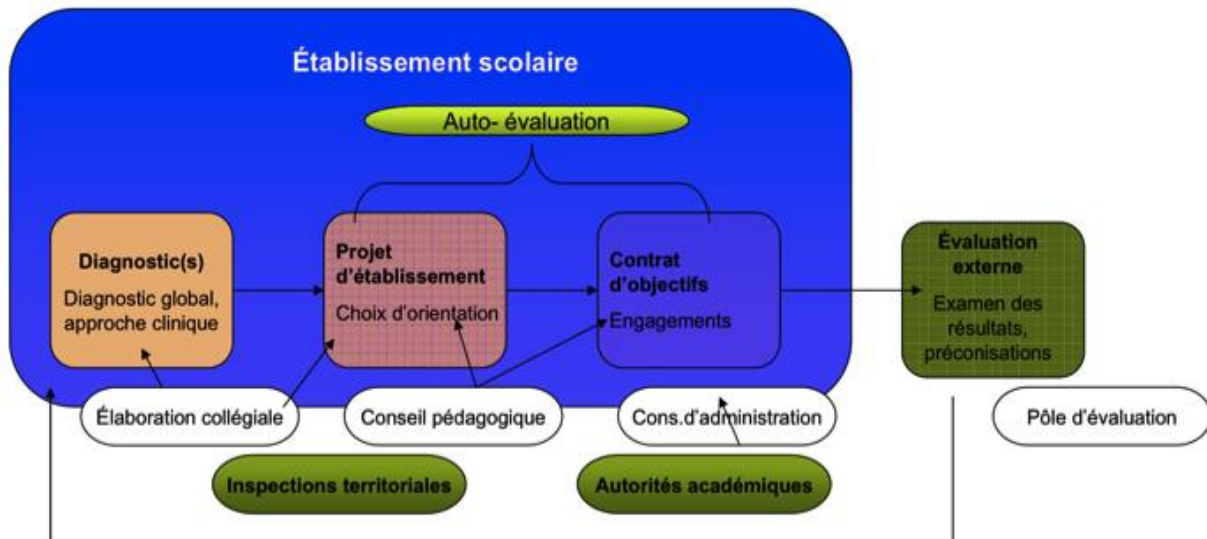 Établissement scolaire
Auto- évaluation
Diagnostic(s)
Diagnostic global,
approche clinique
Projet
d'établissement
Choix d'orientation
Contrat
d'objectifs
Engagements
Évaluation
externe
Examen des
résultats,
préconisations
Élaboration collégiale
Conseil pédagogique
Cons.d'administration
Pôle d'évaluation
Inspections territoriales
Autorités académiques